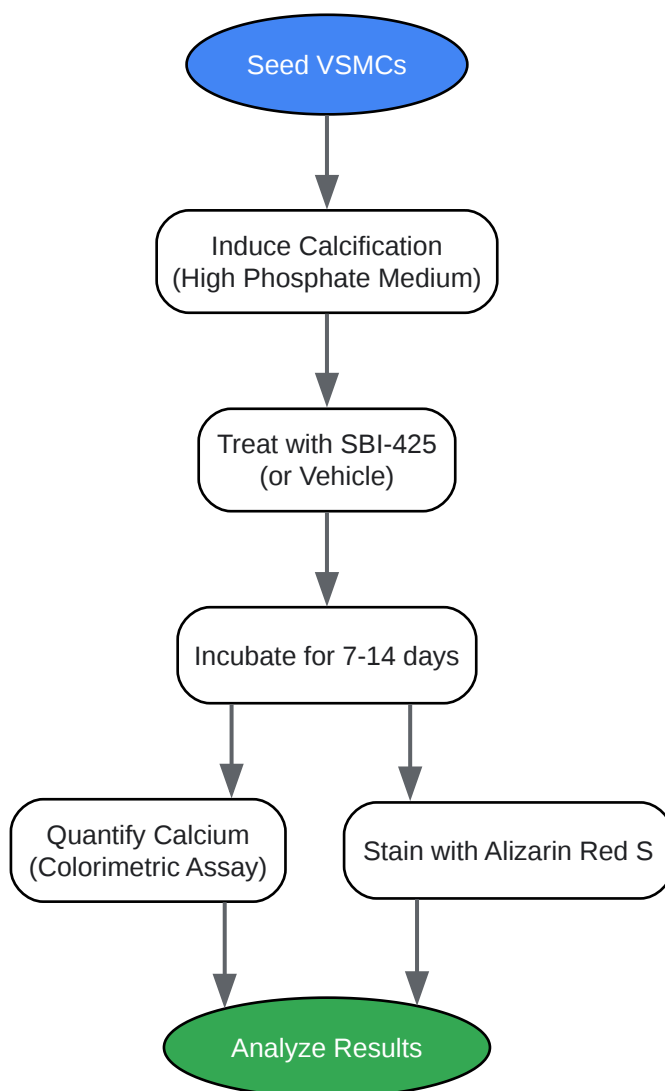 Seed VSMCs
Induce Calcification
(High Phosphate Medium)
Treat with SBI-425
(or Vehicle)
Incubate for 7-14 days
Quantify Calcium
(Colorimetric Assay)
Stain with Alizarin Red S
Analyze Results